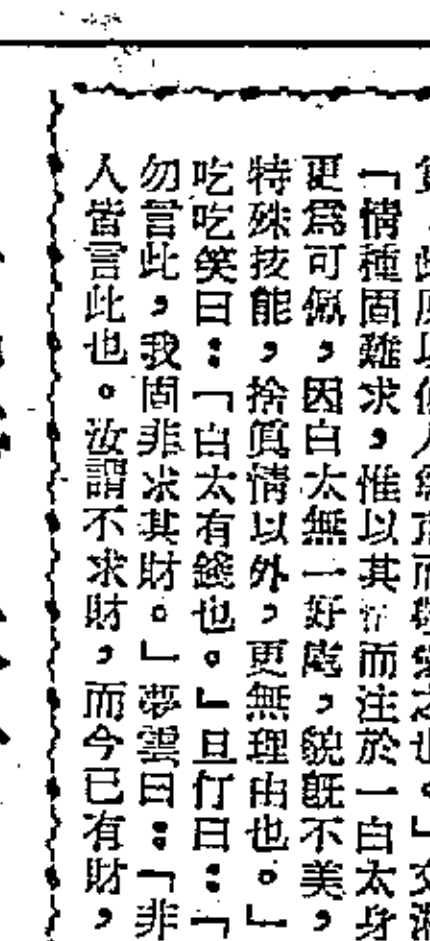 「情種固難求，惟以其情而注於一白太身
更爲可佩，因白太無一好處，貌既不美，
特殊技能，捨眞情以外，更無理由也。」
吃吃笑曰：「白太有錢也。」旦仃曰：「
勿言此，我固非求其財。」夢雲曰：「非
人皆言此也。汝謂不求財，而今已有財，